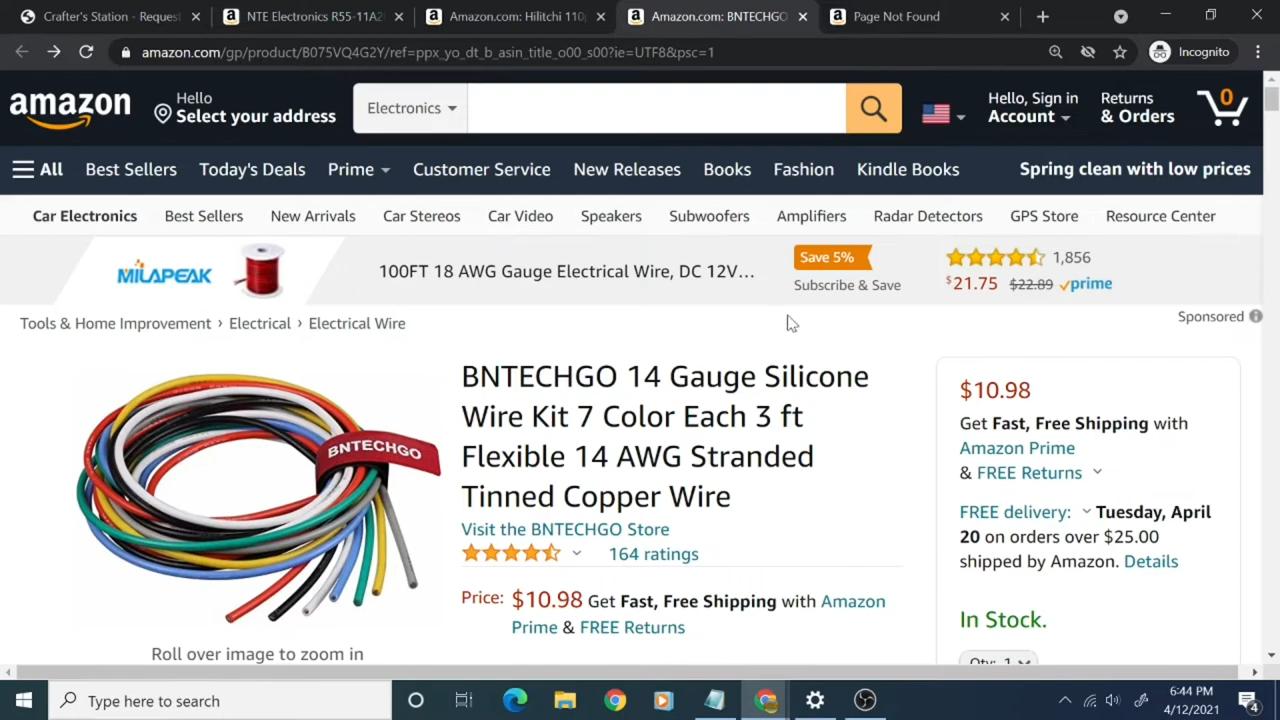 Crafter's Station - Request
NTE Electronics R55-11A2
Amazon.com: Hilitchi 110p
Amazon.com: BNTECHGO
Page Not Found
amazon.com/gp/product/B075VQ4G2Y/ref=ppx_yo_dt_b_asin_title_o00_s00?ie=UTF8&psc=1
Incognito
amazon
Hello
Select your address
Electronics
Hello, Sign in
Account
Returns
& Orders
0
All
Best Sellers
Today's Deals
Prime
Customer Service
New Releases
Books
Fashion
Kindle Books
Spring clean with low prices
Car Electronics
Best Sellers
New Arrivals
Car Stereos
Car Video
Speakers
Subwoofers
Amplifiers
Radar Detectors
GPS Store
Resource Center
MILAPEAK
100FT 18 AWG Gauge Electrical Wire, DC 12V...
Save 5%
Subscribe & Save
1,856
$21.75 $22.89 prime
Sponsored
Tools & Home Improvement › Electrical › Electrical Wire
BNTECHGO
Roll over image to zoom in
BNTECHGO 14 Gauge Silicone
Wire Kit 7 Color Each 3 ft
Flexible 14 AWG Stranded
Tinned Copper Wire
Visit the BNTECHGO Store
164 ratings
Price: $10.98 Get Fast, Free Shipping with Amazon
Prime & FREE Returns
$10.98
Get Fast, Free Shipping with
Amazon Prime
& FREE Returns
FREE delivery: Tuesday, April
20 on orders over $25.00
shipped by Amazon. Details
In Stock.
Qty: 1
Type here to search
6:44 PM
4/12/2021
4